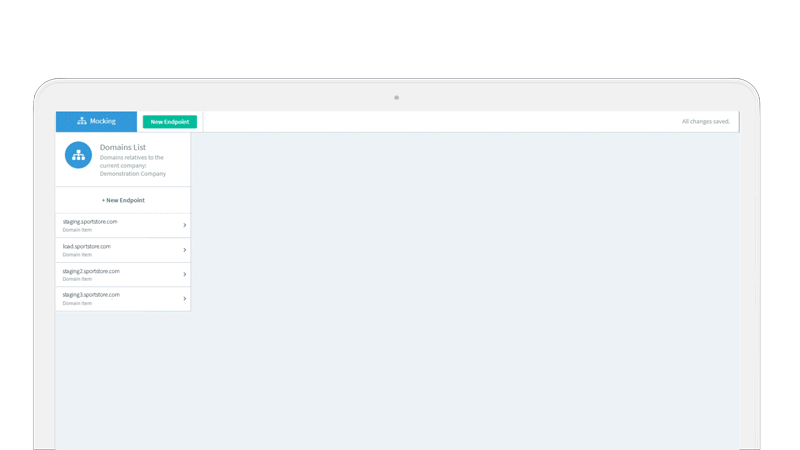 Mocking
New Endpoint
All changes saved.
Domains List
Domains relatives to the
current company:
Demonstration Company
+ New Endpoint
staging.sportstore.com
Domain Item
load.sportstore.com
Domain Item
staging2.sportstore.com
Domain Item
staging3.sportstore.com
Domain Item